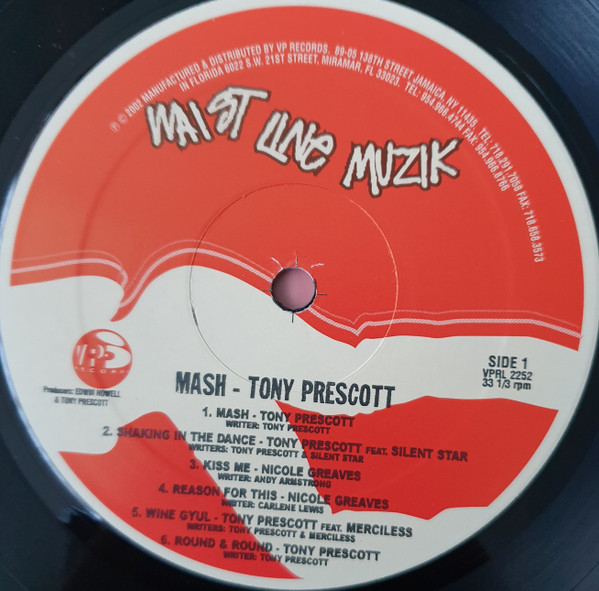 ℗ © 2002 MANUFACTURED & DISTRIBUTED BY VP RECORDS. 89-05 138TH STREET, JAMAICA, NY 11435. TEL: 718.291.7058 FAX: 718.658.3573
IN FLORIDA 6022 S.W. 21ST STREET, MIRAMAR, FL 33023. TEL: 954.966.4744 FAX: 954.966.8766
WAIST LINE MUZIK
VP
RECORDS
Producers: EDWIN HOWELL
& TONY PRESCOTT
SIDE 1
VPRL 2252
33 1/3 rpm
MASH - TONY PRESCOTT
1. MASH - TONY PRESCOTT
WRITER: TONY PRESCOTT
2. SHAKING IN THE DANCE - TONY PRESCOTT FEAT. SILENT STAR
WRITERS: TONY PRESCOTT & SILENT STAR
3. KISS ME - NICOLE GREAVES
WRITER: ANDY ARMSTRONG
4. REASON FOR THIS - NICOLE GREAVES
WRITER: CARLENE LEWIS
5. WINE GYUL - TONY PRESCOTT FEAT. MERCILESS
WRITERS: TONY PRESCOTT & MERCILESS
6. ROUND & ROUND - TONY PRESCOTT
WRITER: TONY PRESCOTT